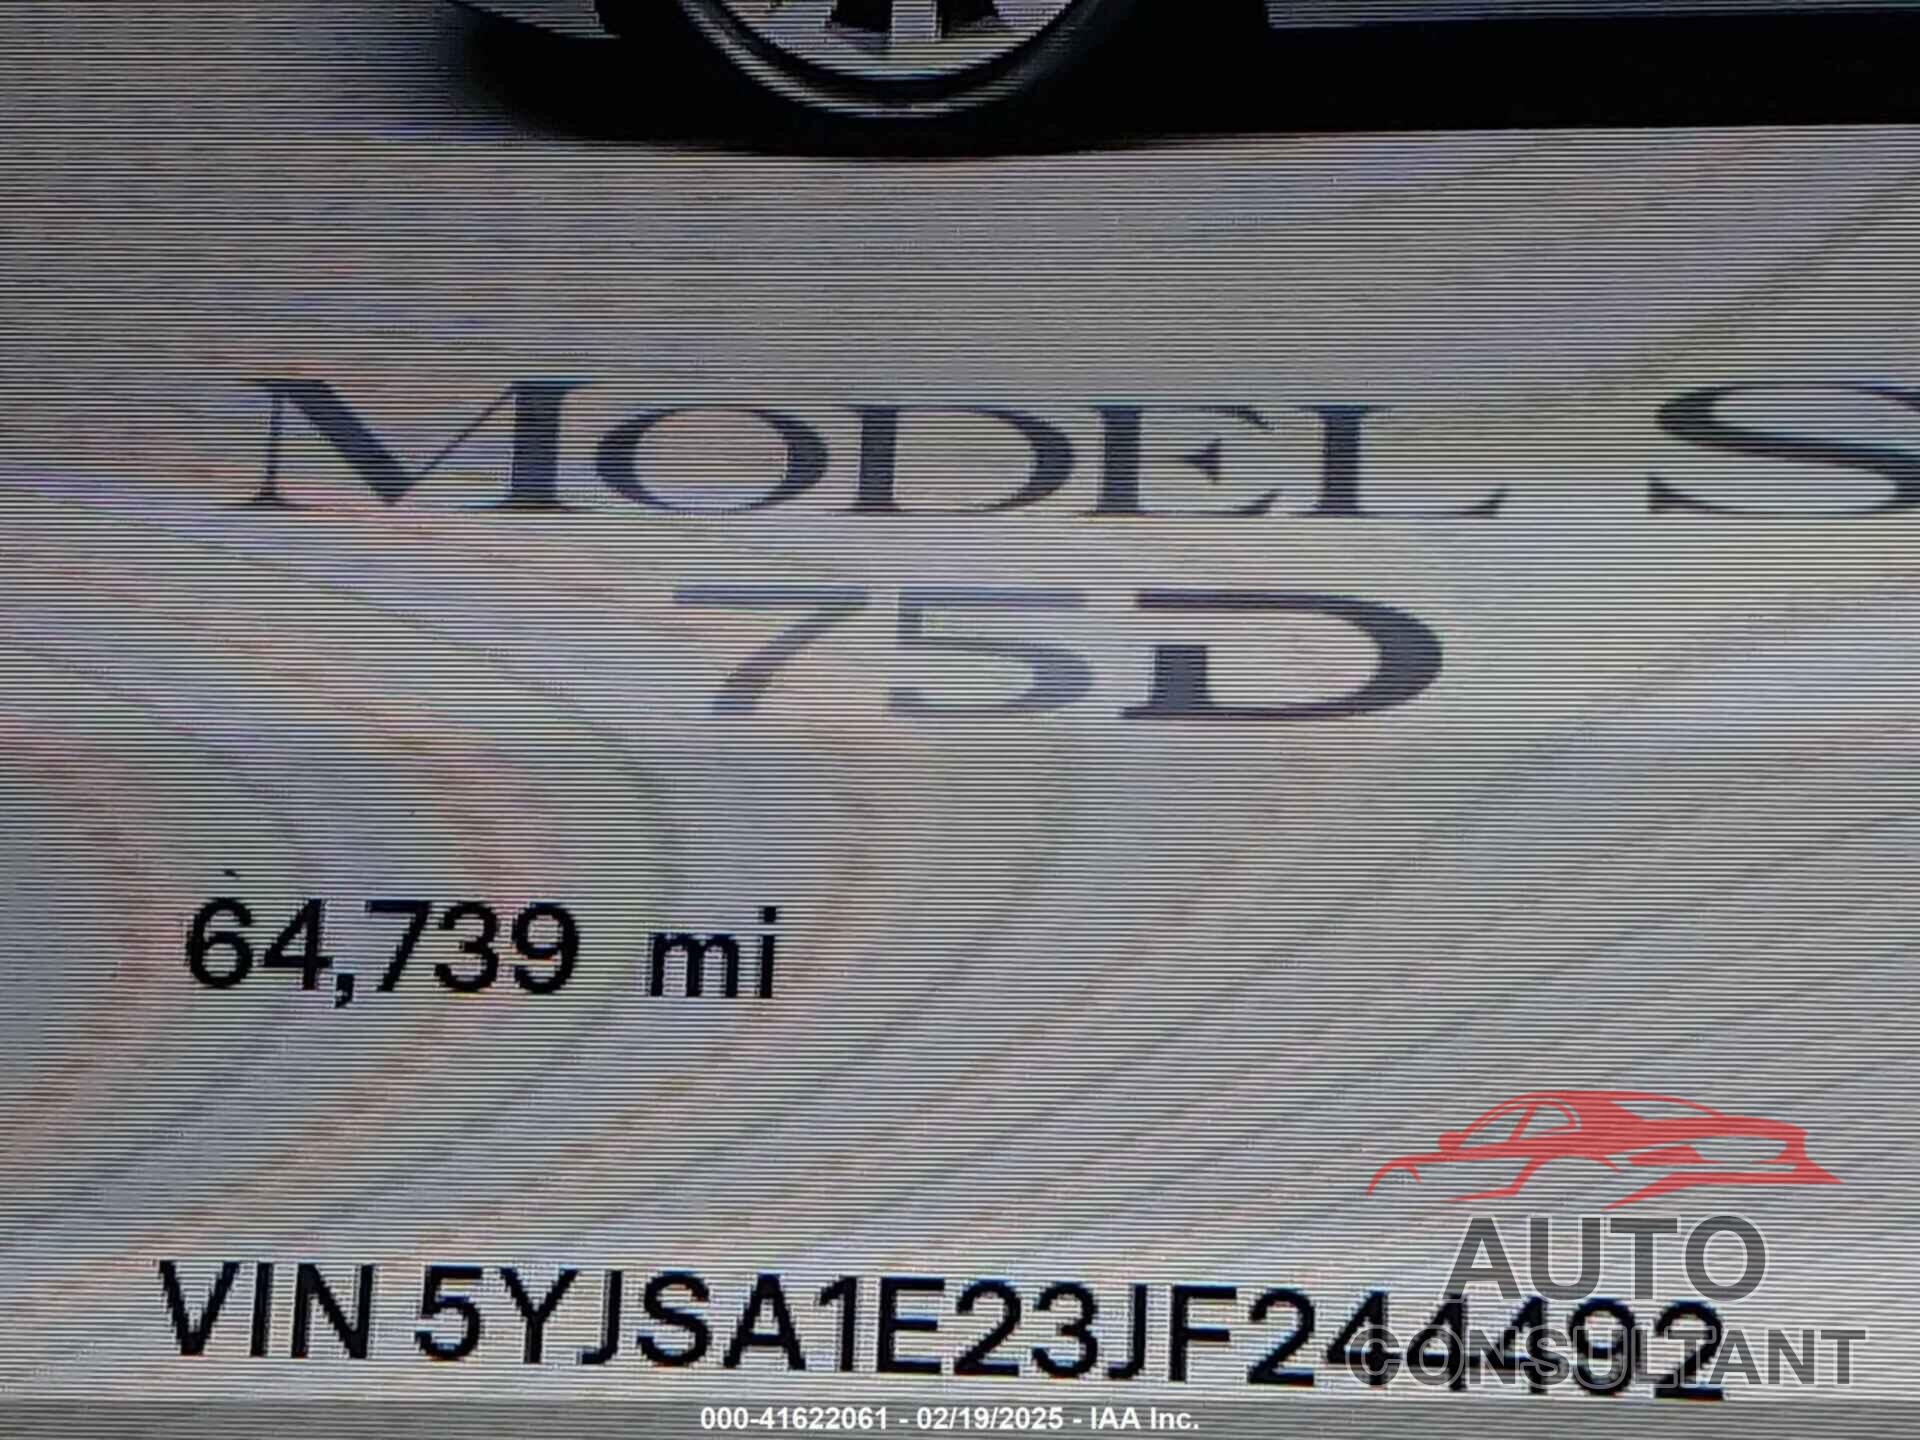 MODEL S
75D
64,739 mi
VIN 5YJSA1E23JF244492
AUTO
CONSULTANT
000-41622061 - 02/19/2025 - IAA Inc.